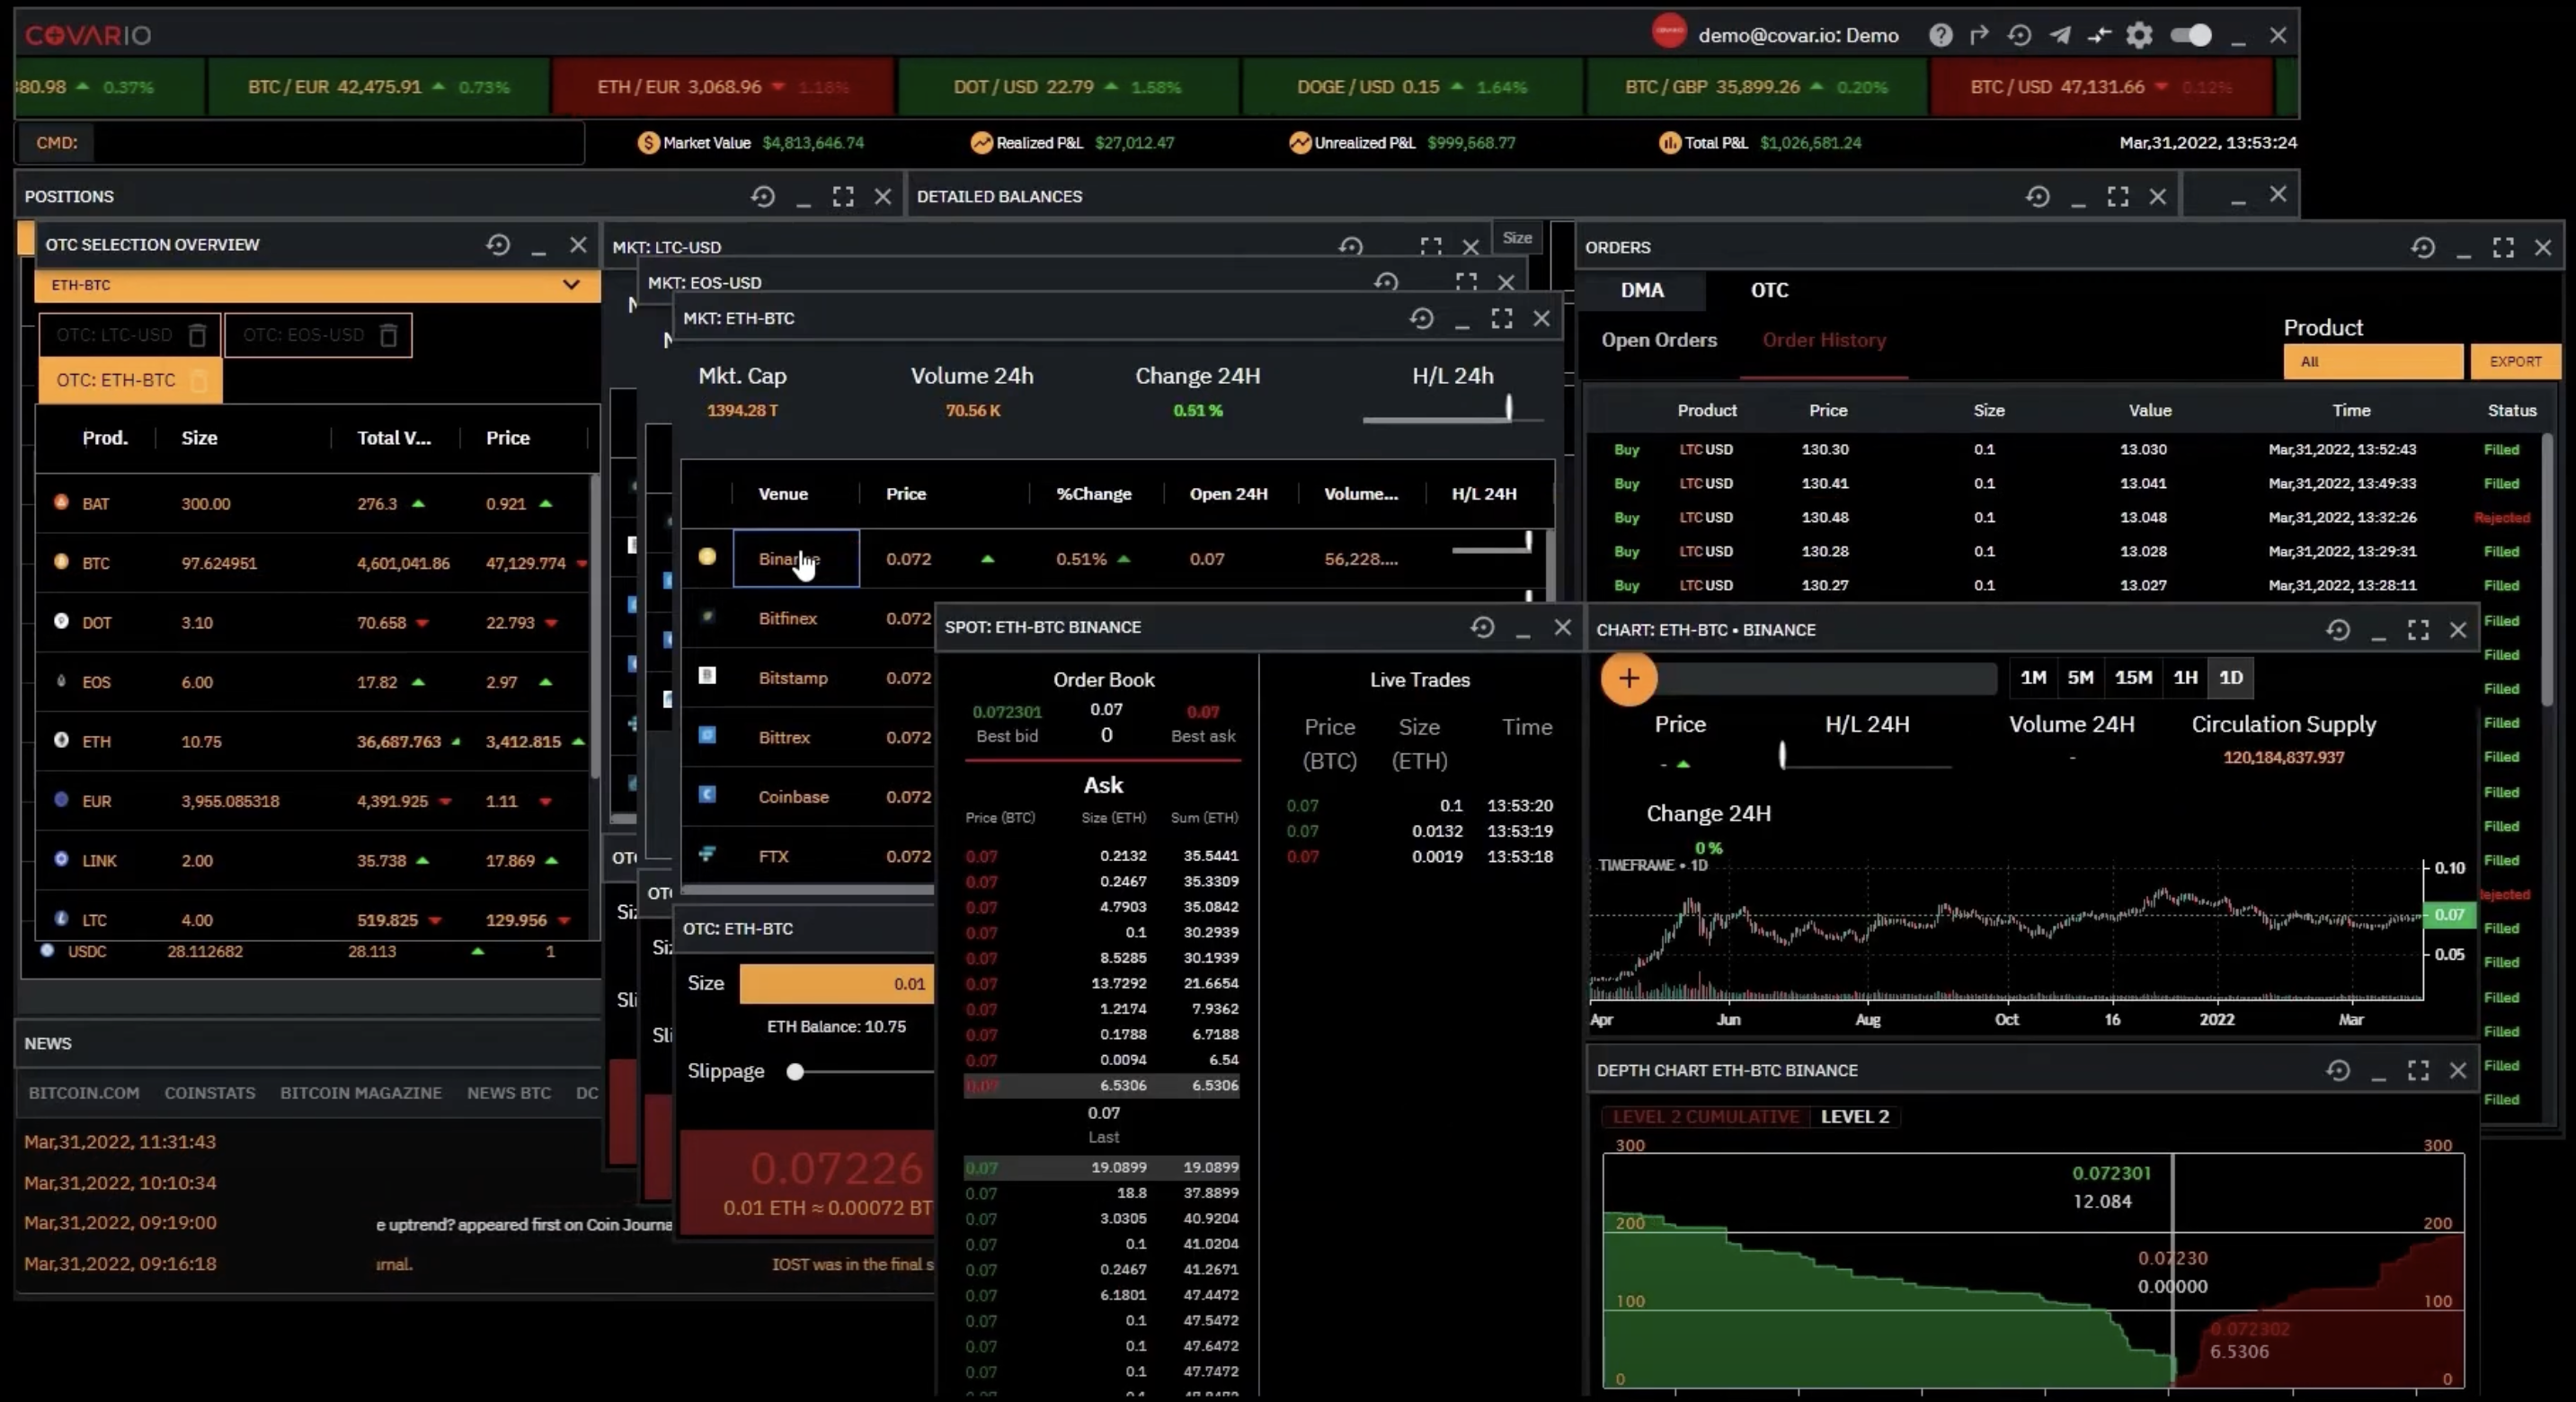 COVARIO
demo@covar.io: Demo
380.98 0.37%
BTC / EUR 42,475.91 0.73%
ETH / EUR 3,068.96 1.18%
DOT / USD 22.79 1.58%
DOGE / USD 0.15 1.64%
BTC / GBP 35,899.26 0.20%
BTC / USD 47,131.66 0.12%
CMD:
Market Value $4,813,646.74
Realized P&L $27,012.47
Unrealized P&L $999,568.77
Total P&L $1,026,581.24
Mar,31,2022, 13:53:24
POSITIONS
DETAILED BALANCES
OTC SELECTION OVERVIEW
ETH-BTC
OTC: LTC-USD
OTC: EOS-USD
OTC: ETH-BTC
Prod. Size Total V... Price
BAT 300.00 276.3 0.921
BTC 97.624951 4,601,041.86 47,129.774
DOT 3.10 70.658 22.793
EOS 6.00 17.82 2.97
ETH 10.75 36,687.763 3,412.815
EUR 3,955.085318 4,391.925 1.11
LINK 2.00 35.738 17.869
LTC 4.00 519.825 129.956
USDC 28.112682 28.113 1
NEWS
BITCOIN.COM COINSTATS BITCOIN MAGAZINE NEWS BTC DC
Mar,31,2022, 11:31:43
Mar,31,2022, 10:10:34
Mar,31,2022, 09:19:00
e uptrend? appeared first on Coin Journa
Mar,31,2022, 09:16:18
urnal.
IOST was in the final s
MKT: LTC-USD
Size
MKT: EOS-USD
MKT: ETH-BTC
Mkt. Cap Volume 24h Change 24H H/L 24h
1394.28 T 70.56 K 0.51 %
Venue Price %Change Open 24H Volume... H/L 24H
Binance 0.072 0.51% 0.07 56,228....
Bitfinex 0.072
Bitstamp 0.072
Bittrex 0.072
Coinbase 0.072
FTX 0.072
OTC
OTC
Siz
Siz
Sli
Sli
OTC: ETH-BTC
Size 0.01
ETH Balance: 10.75
Slippage
0.07226
0.01 ETH ≈ 0.00072 BT
SPOT: ETH-BTC BINANCE
Order Book
0.072301 0.07 0.07
Best bid 0 Best ask
Ask
Price (BTC) Size (ETH) Sum (ETH)
0.07 0.2132 35.5441
0.07 0.2467 35.3309
0.07 4.7903 35.0842
0.07 0.1 30.2939
0.07 8.5285 30.1939
0.07 13.7292 21.6654
0.07 1.2174 7.9362
0.07 0.1788 6.7188
0.07 0.0094 6.54
0.07 6.5306 6.5306
0.07
Last
0.07 19.0899 19.0899
0.07 18.8 37.8899
0.07 3.0305 40.9204
0.07 0.1 41.0204
0.07 0.2467 41.2671
0.07 6.1801 47.4472
0.07 0.1 47.5472
0.07 0.1 47.6472
0.07 0.1 47.7472
Live Trades
Price Size Time
(BTC) (ETH)
0.07 0.1 13:53:20
0.07 0.0132 13:53:19
0.07 0.0019 13:53:18
ORDERS
DMA OTC
Open Orders Order History
Product
All
EXPORT
Product Price Size Value Time Status
Buy LTC USD 130.30 0.1 13.030 Mar,31,2022, 13:52:43 Filled
Buy LTC USD 130.41 0.1 13.041 Mar,31,2022, 13:49:33 Filled
Buy LTC USD 130.48 0.1 13.048 Mar,31,2022, 13:32:26 Rejected
Buy LTC USD 130.28 0.1 13.028 Mar,31,2022, 13:29:31 Filled
Buy LTC USD 130.27 0.1 13.027 Mar,31,2022, 13:28:11 Filled
Filled
Filled
Filled
Filled
Filled
Filled
Filled
Filled
Rejected
Filled
Filled
Filled
Filled
Filled
Filled
CHART: ETH-BTC • BINANCE
1M 5M 15M 1H 1D
Price H/L 24H Volume 24H Circulation Supply
- - 120,184,837.937
Change 24H
0 %
TIMEFRAME • 1D
0.10
0.07
0.05
Apr Jun Aug Oct 16 2022 Mar
DEPTH CHART ETH-BTC BINANCE
LEVEL 2 CUMULATIVE LEVEL 2
300 300
0.072301
12.084
200 200
0.07230
0.00000
100 100
0.072302
6.5306
0 0